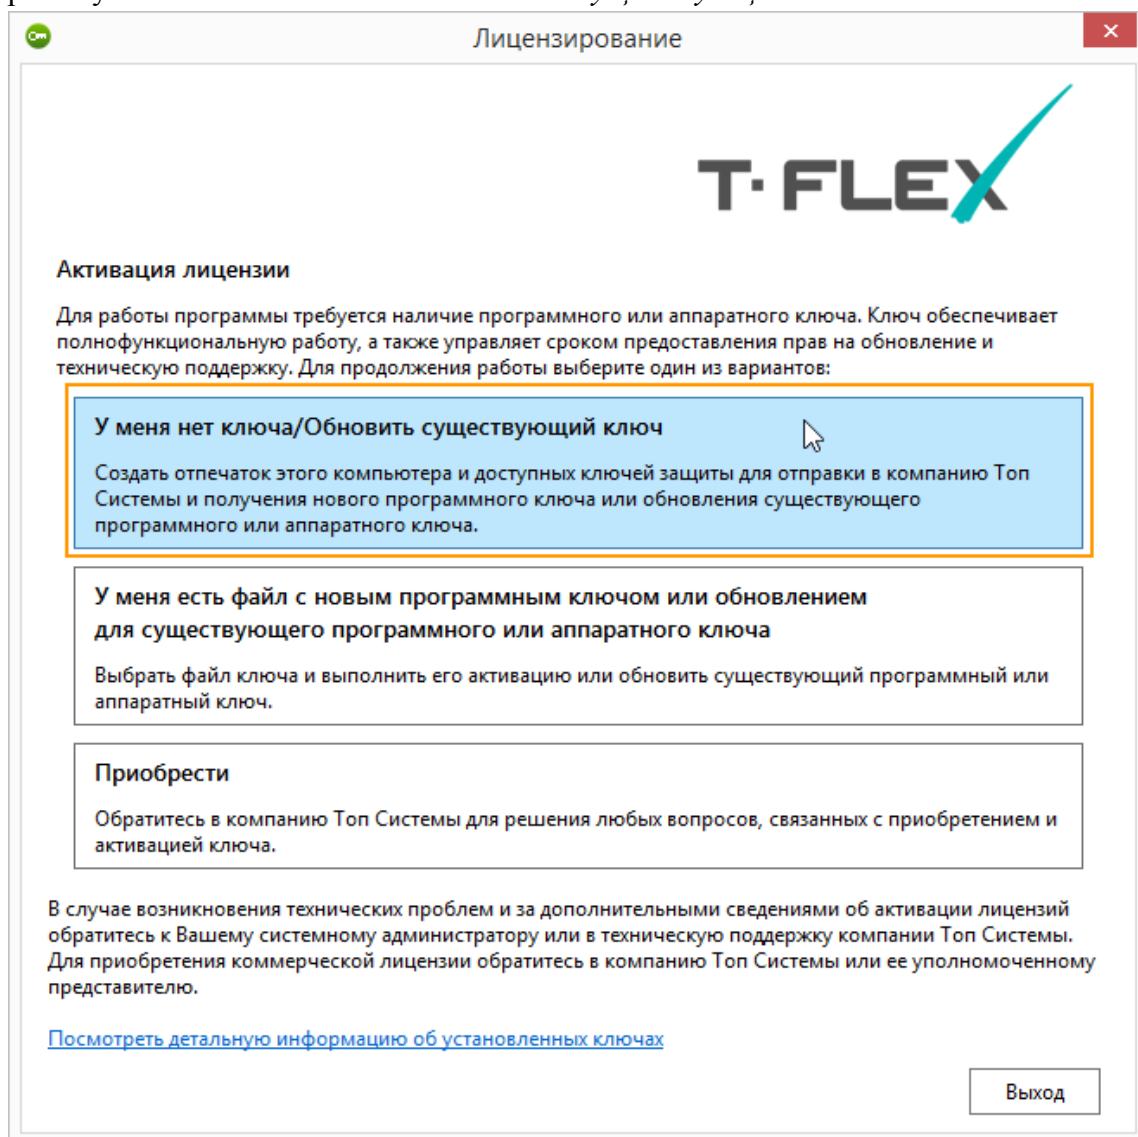 Лицензирование
T·FLEX
Активация лицензии
Для работы программы требуется наличие программного или аппаратного ключа. Ключ обеспечивает
полнофункциональную работу, а также управляет сроком предоставления прав на обновление и
техническую поддержку. Для продолжения работы выберите один из вариантов:
У меня нет ключа/Обновить существующий ключ
Создать отпечаток этого компьютера и доступных ключей защиты для отправки в компанию Топ
Системы и получения нового программного ключа или обновления существующего
программного или аппаратного ключа.
У меня есть файл с новым программным ключом или обновлением
для существующего программного или аппаратного ключа
Выбрать файл ключа и выполнить его активацию или обновить существующий программный или
аппаратный ключ.
Приобрести
Обратитесь в компанию Топ Системы для решения любых вопросов, связанных с приобретением и
активацией ключа.
В случае возникновения технических проблем и за дополнительными сведениями об активации лицензий
обратитесь к Вашему системному администратору или в техническую поддержку компании Топ Системы.
Для приобретения коммерческой лицензии обратитесь в компанию Топ Системы или ее уполномоченному
представителю.
Посмотреть детальную информацию об установленных ключах
Выход